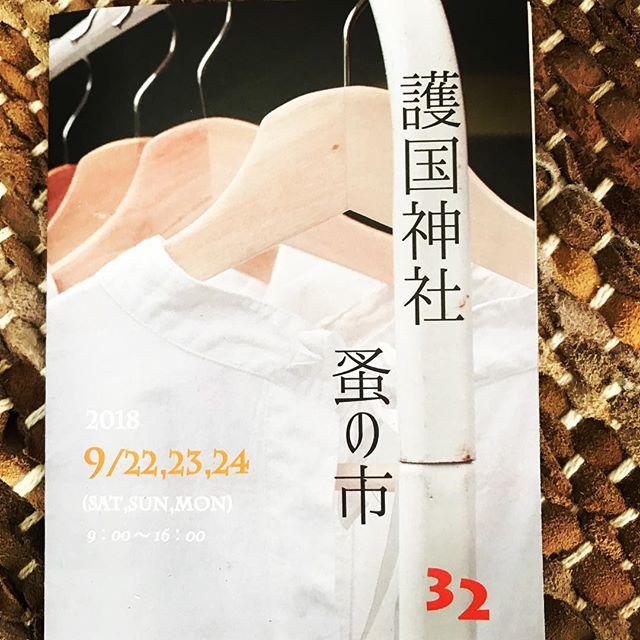 護国神社
蚤の市
2018
9/22,23,24
(SAT,SUN,MON)
9：00～16：00
32